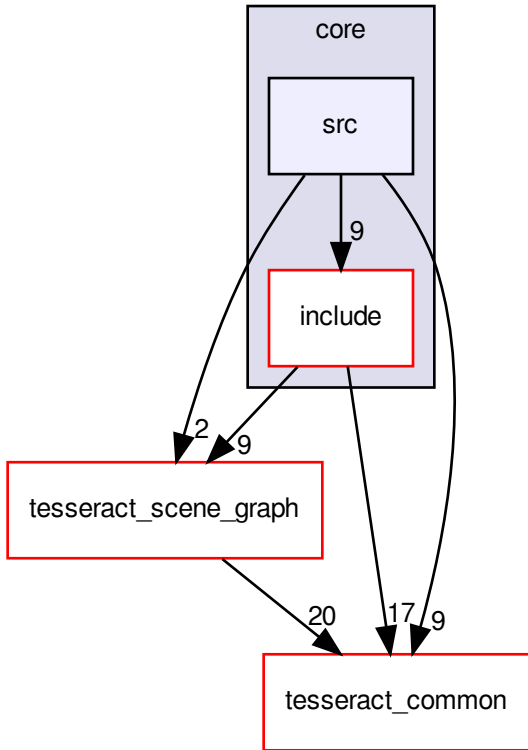 core
src
9
include
2
9
tesseract_scene_graph
20
17
9
tesseract_common